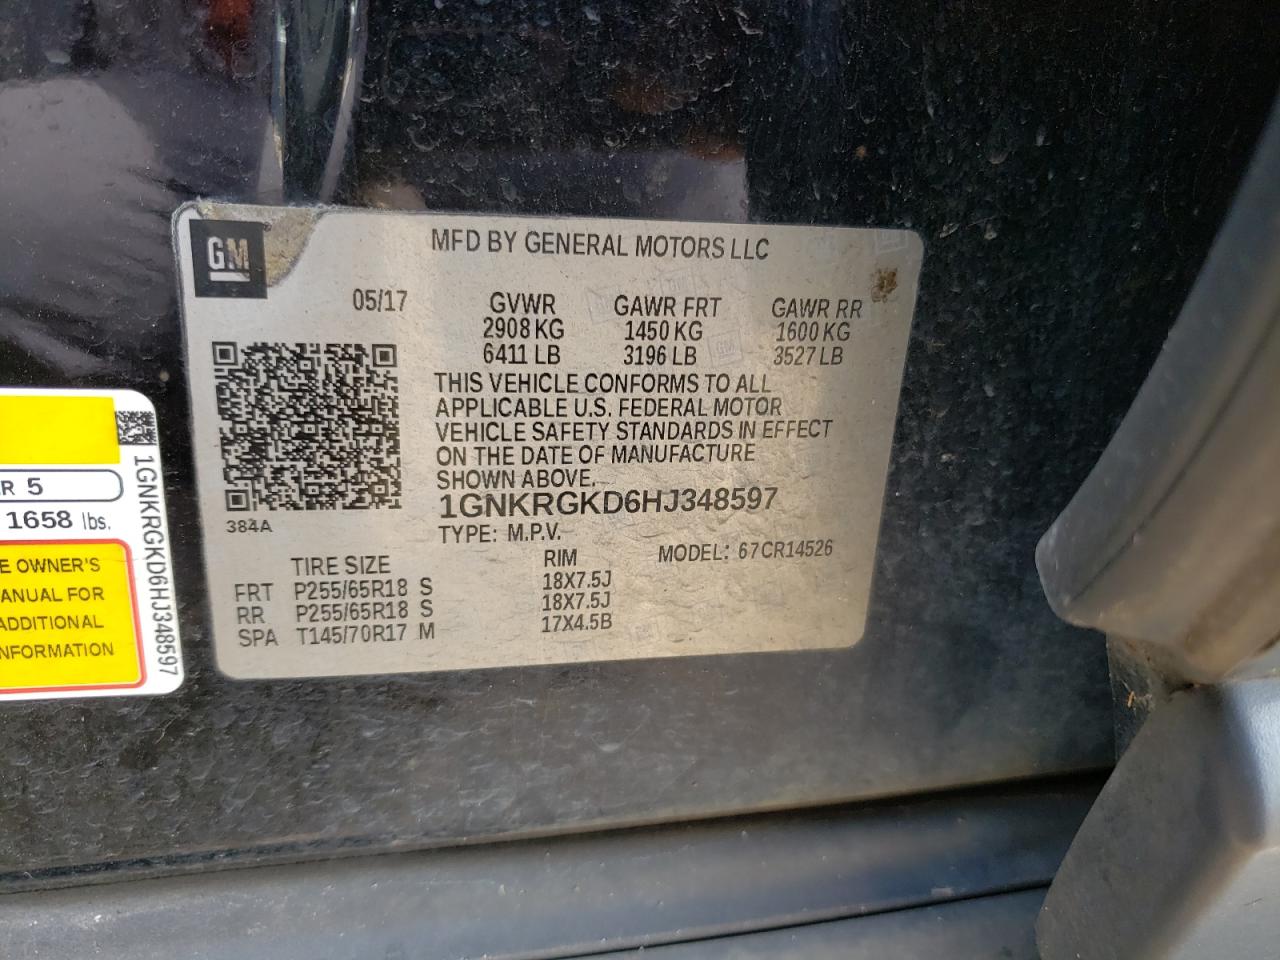 GM
MFD BY GENERAL MOTORS LLC
05/17 GVWR GAWR FRT GAWR RR
2908 KG 1450 KG 1600 KG
6411 LB 3196 LB 3527 LB
THIS VEHICLE CONFORMS TO ALL
APPLICABLE U.S. FEDERAL MOTOR
VEHICLE SAFETY STANDARDS IN EFFECT
ON THE DATE OF MANUFACTURE
SHOWN ABOVE.
1GNKRGKD6HJ348597
384A
TYPE: M.P.V.
TIRE SIZE RIM MODEL: 67CR14526
FRT P255/65R18 S 18X7.5J
RR P255/65R18 S 18X7.5J
SPA T145/70R17 M 17X4.5B
R 5
1658 lbs.
E OWNER'S
ANUAL FOR
ADDITIONAL
NFORMATION
1GNKRGKD6HJ348597